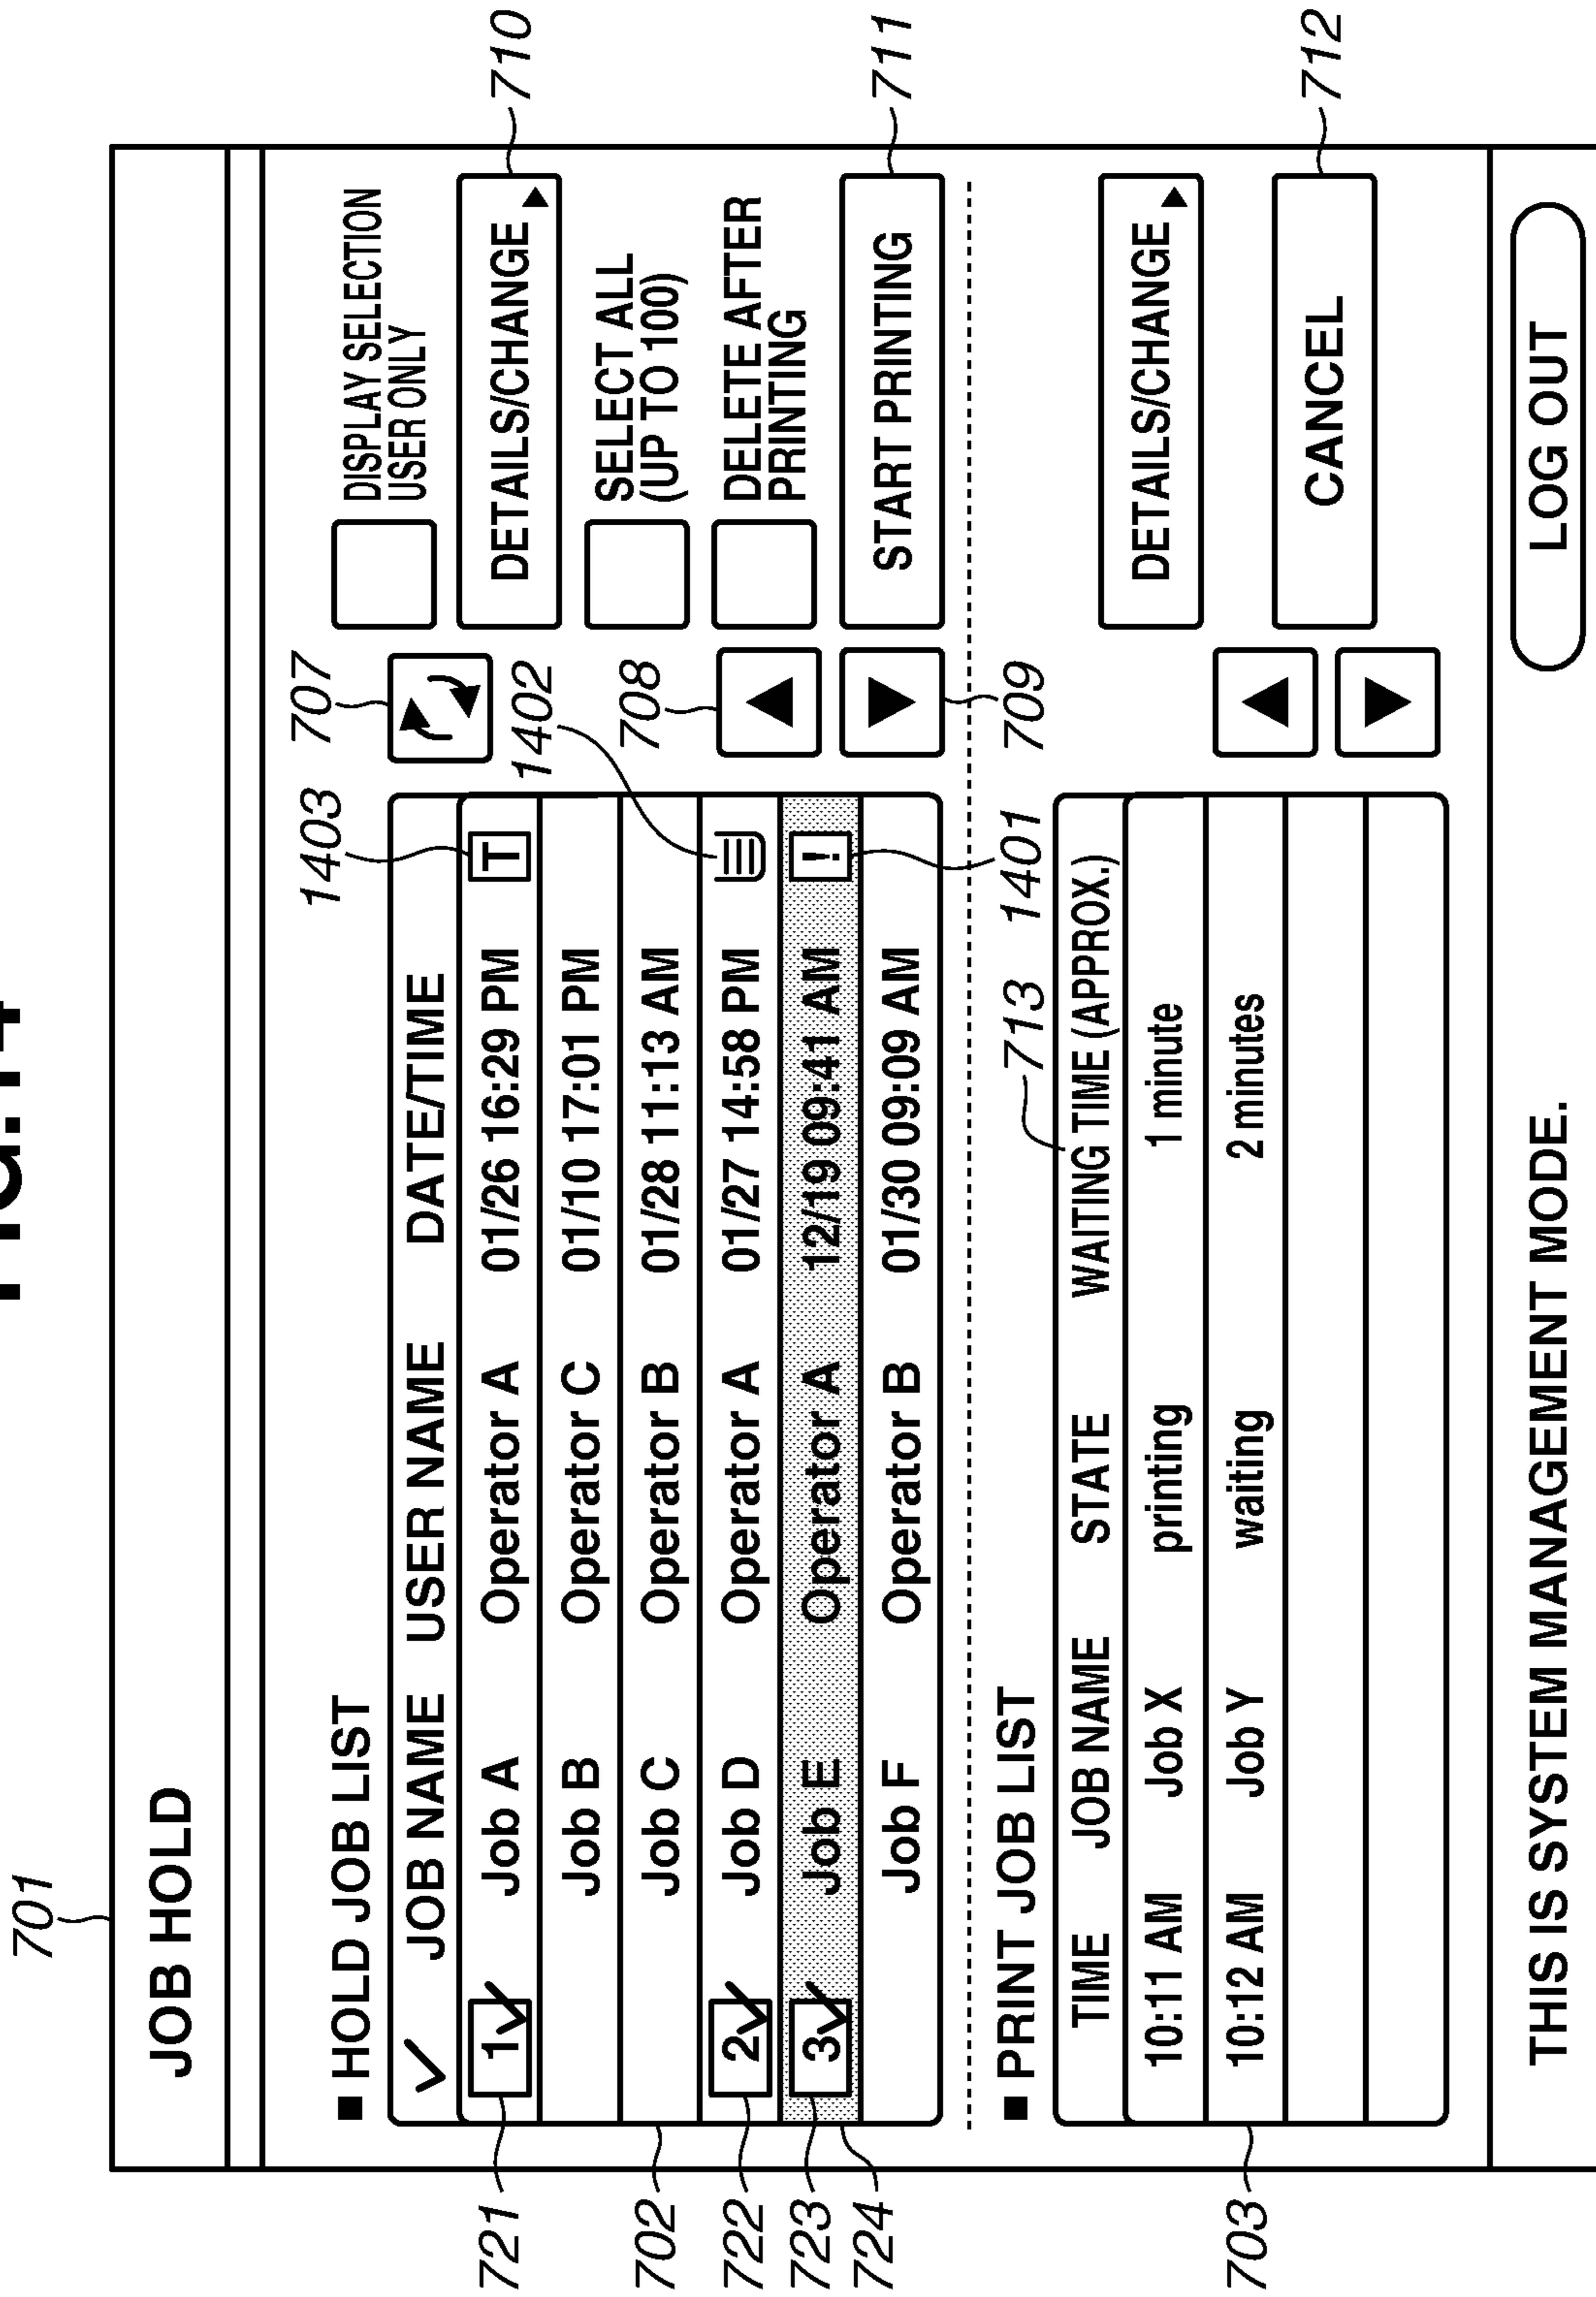 FIG.14
701
JOB HOLD
■ HOLD JOB LIST
DISPLAY SELECTION
USER ONLY
707
1403
JOB NAME USER NAME DATE/TIME
721
1 Job A Operator A 01/26 16:29 PM T
DETAILS/CHANGE
710
1402
Job B Operator C 01/10 17:01 PM
SELECT ALL
(UP TO 100)
702
Job C Operator B 01/28 11:13 AM
708
722
2 Job D Operator A 01/27 14:58 PM
DELETE AFTER
PRINTING
723
3 Job E Operator A 12/19 09:41 AM !
724
Job F Operator B 01/30 09:09 AM
START PRINTING
711
709
1401
713
■ PRINT JOB LIST
TIME JOB NAME STATE WAITING TIME (APPROX.)
10:11 AM Job X printing 1 minute
DETAILS/CHANGE
703
10:12 AM Job Y waiting 2 minutes
CANCEL
712
THIS IS SYSTEM MANAGEMENT MODE.
LOG OUT